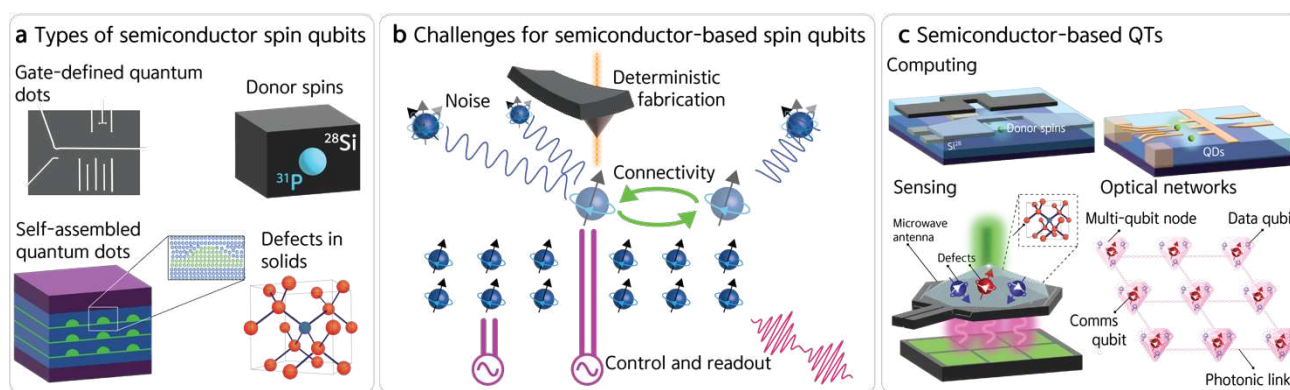 a Types of semiconductor spin qubits
Gate-defined quantum
dots
Donor spins
²⁸Si
³¹P
Self-assembled
quantum dots
Defects in
solids
b Challenges for semiconductor-based spin qubits
Deterministic
fabrication
Noise
Connectivity
Control and readout
c Semiconductor-based QTs
Computing
Donor spins
Si²⁸
QDs
Sensing
Microwave
antenna
Defects
Optical networks
Multi-qubit node
Data qubit
Comms
qubit
Photonic link